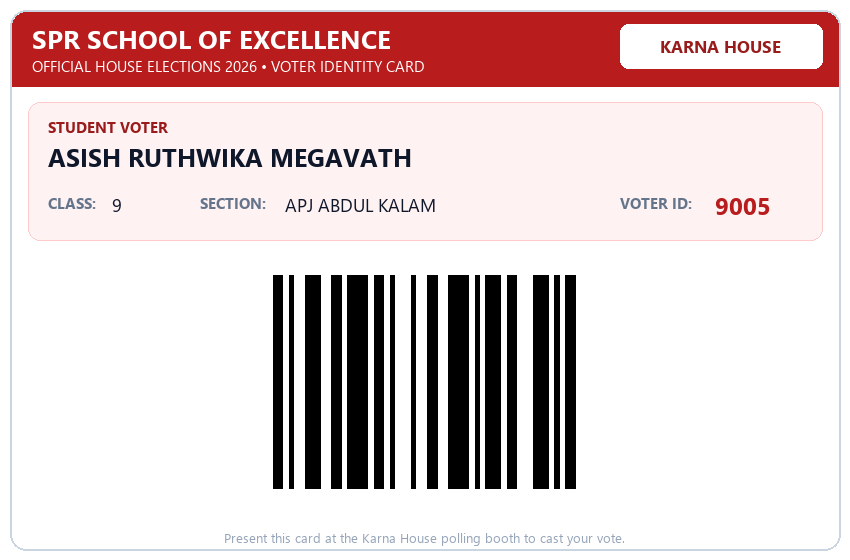 SPR SCHOOL OF EXCELLENCE
OFFICIAL HOUSE ELECTIONS 2026 • VOTER IDENTITY CARD
KARNA HOUSE
STUDENT VOTER
ASISH RUTHWIKA MEGAVATH
CLASS: 9 SECTION: APJ ABDUL KALAM VOTER ID: 9005
Present this card at the Karna House polling booth to cast your vote.